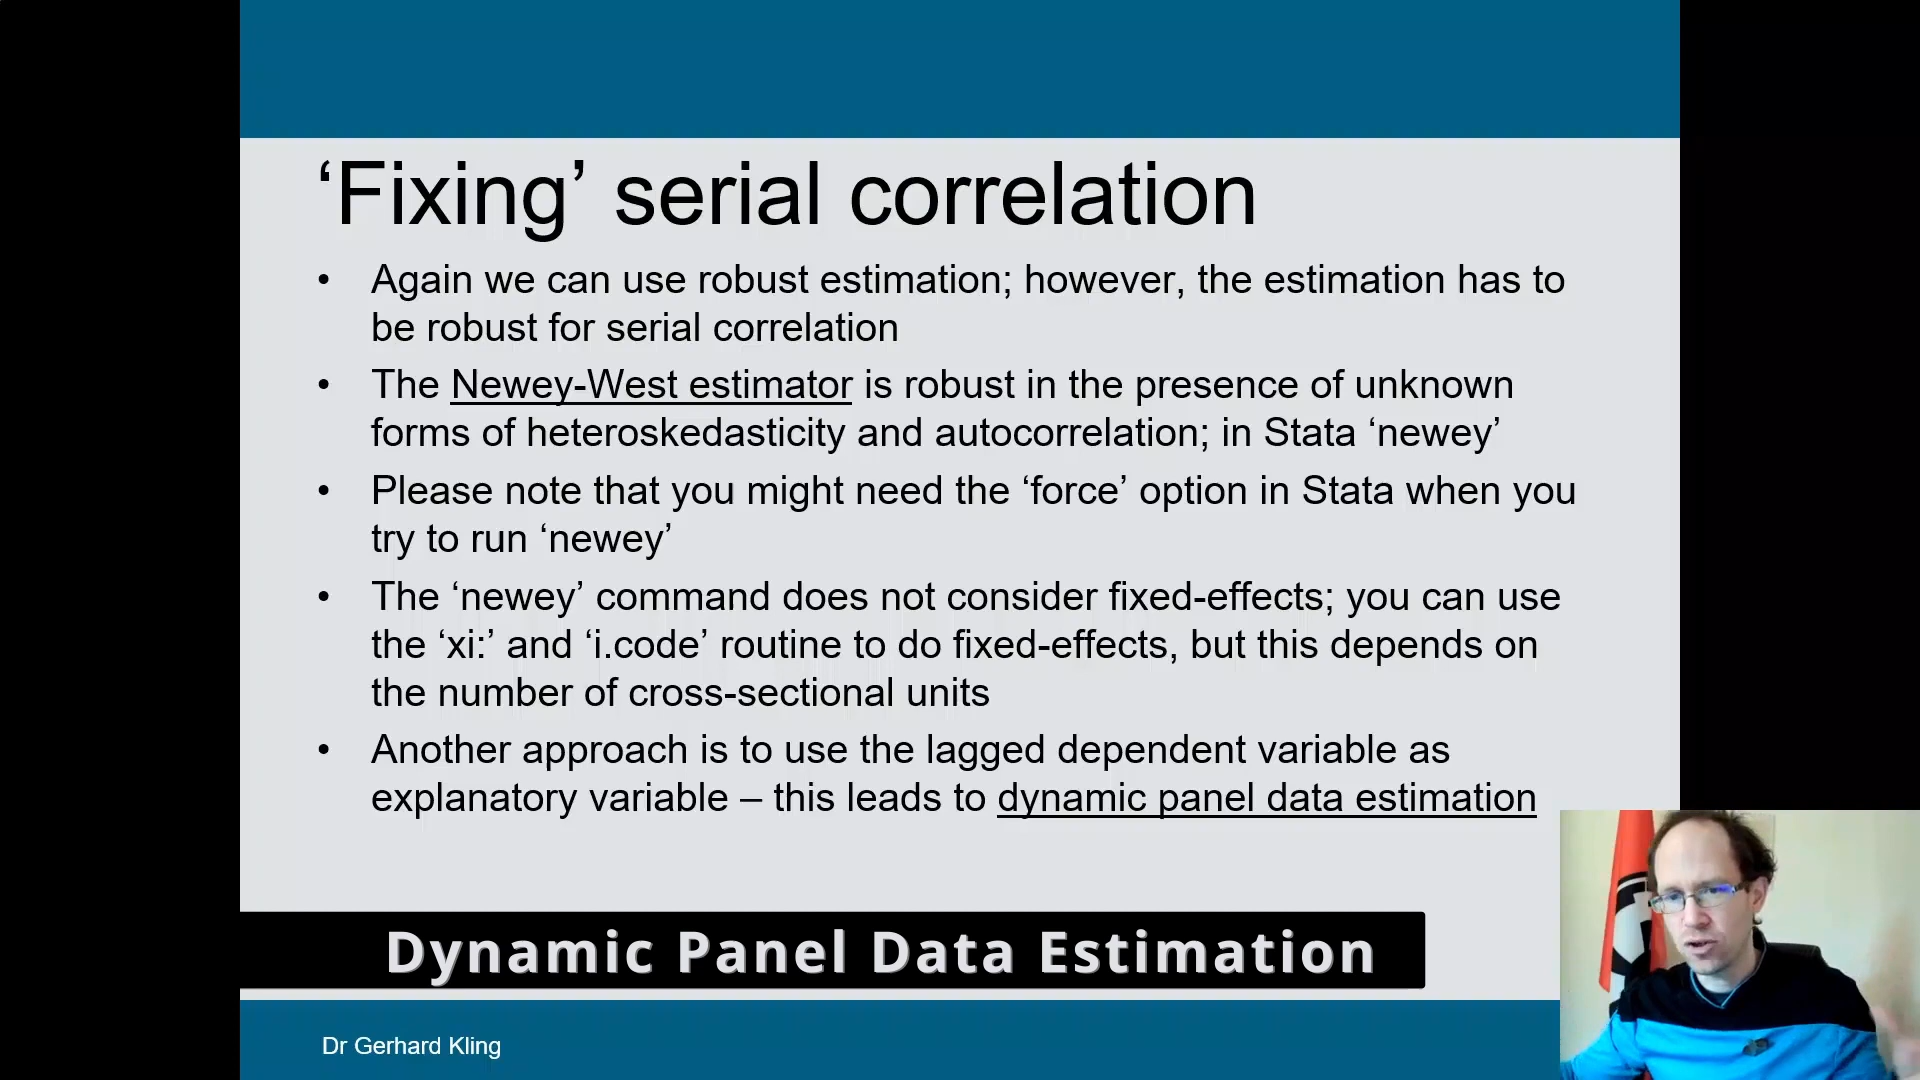 ‘Fixing’ serial correlation
• Again we can use robust estimation; however, the estimation has to
be robust for serial correlation
• The Newey-West estimator is robust in the presence of unknown
forms of heteroskedasticity and autocorrelation; in Stata ‘newey’
• Please note that you might need the ‘force’ option in Stata when you
try to run ‘newey’
• The ‘newey’ command does not consider fixed-effects; you can use
the ‘xi:’ and ‘i.code’ routine to do fixed-effects, but this depends on
the number of cross-sectional units
• Another approach is to use the lagged dependent variable as
explanatory variable – this leads to dynamic panel data estimation
Dynamic Panel Data Estimation
Dr Gerhard Kling